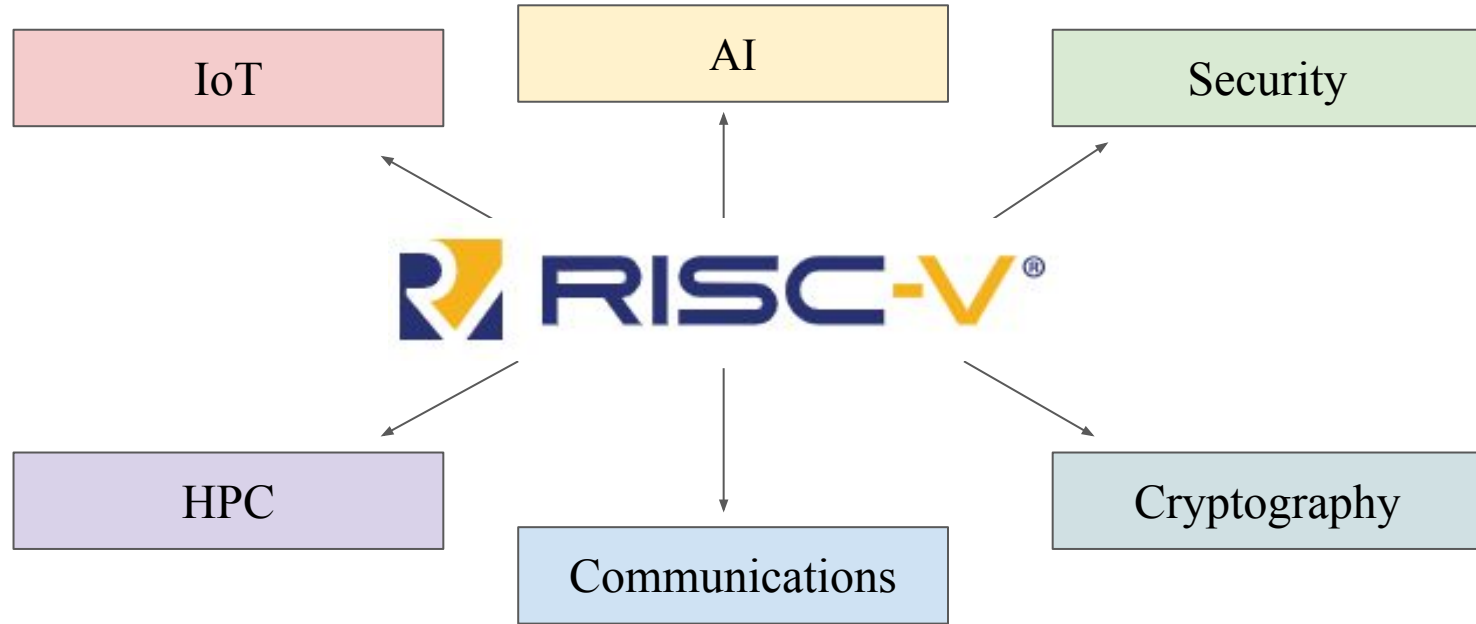 IoT
AI
Security
RISC-V®
HPC
Communications
Cryptography